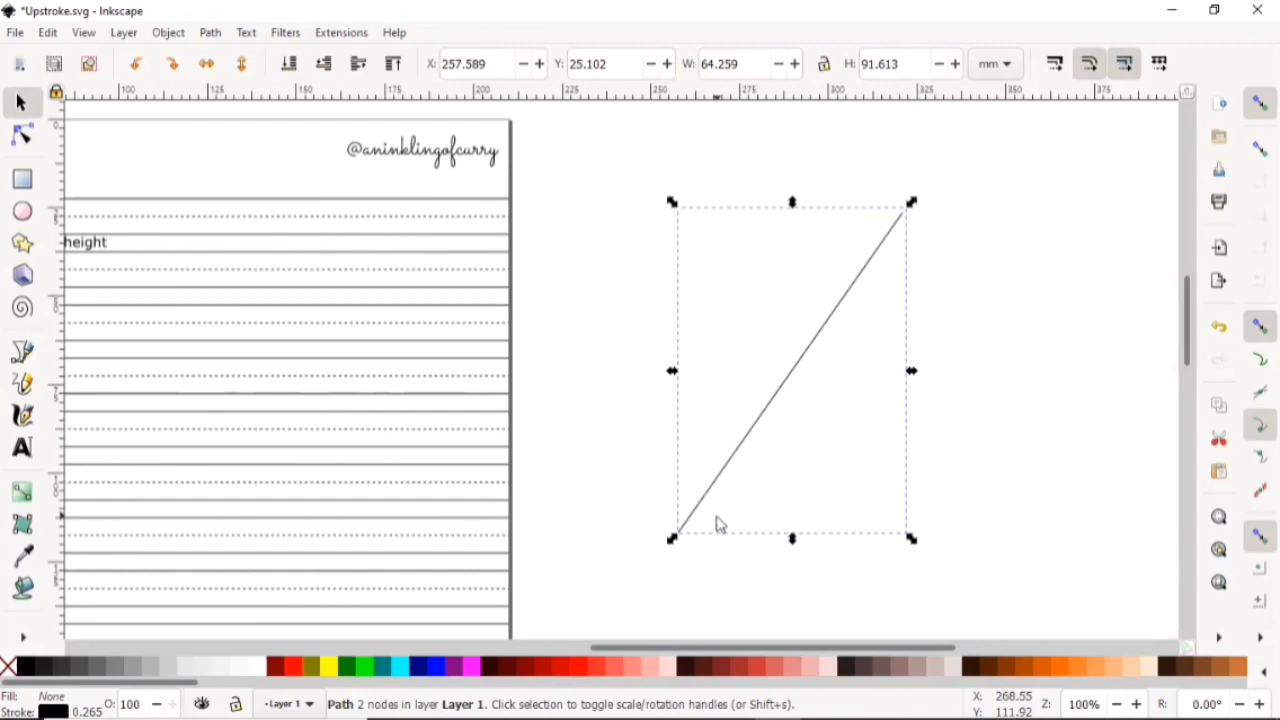 *Upstroke.svg - Inkscape
File Edit View Layer Object Path Text Filters Extensions Help
X: 257.589 Y: 25.102 W: 64.259 H: 91.613 mm
100 125 150 175 200 225 250 275 300 325 350 375
@aninklingofcurry
height
Fill: None O: 100 Layer 1 Path 2 nodes in layer Layer 1. Click selection to toggle scale/rotation handles (or Shift+s). X: 268.55 Z: 100% R: 0.00°
Stroke: 0.265 Y: 111.92